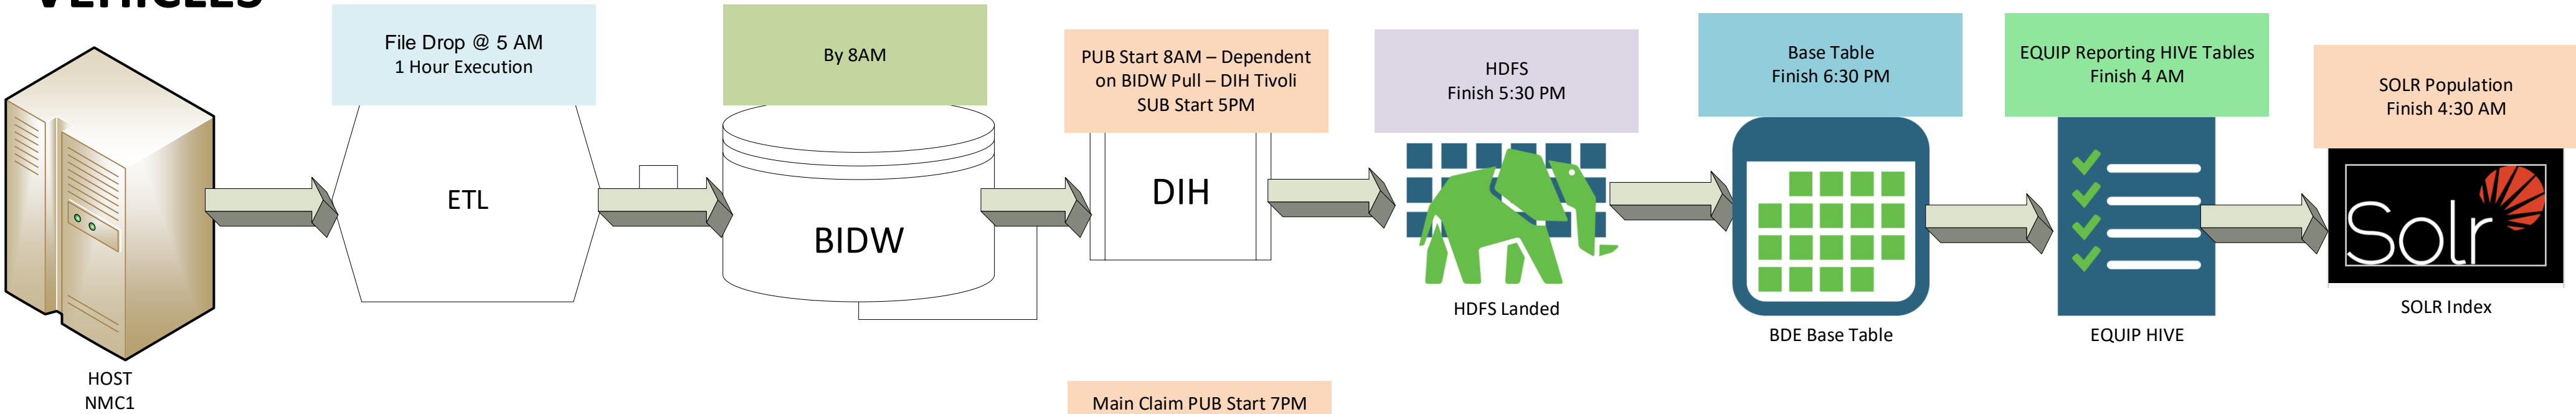 VEHICLES
File Drop @ 5 AM
1 Hour Execution
By 8AM
PUB Start 8AM – Dependent
on BIDW Pull – DIH Tivoli
SUB Start 5PM
HDFS
Finish 5:30 PM
Base Table
Finish 6:30 PM
EQUIP Reporting HIVE Tables
Finish 4 AM
SOLR Population
Finish 4:30 AM
ETL
BIDW
DIH
Solr
HOST
NMC1
HDFS Landed
BDE Base Table
EQUIP HIVE
SOLR Index
Main Claim PUB Start 7PM